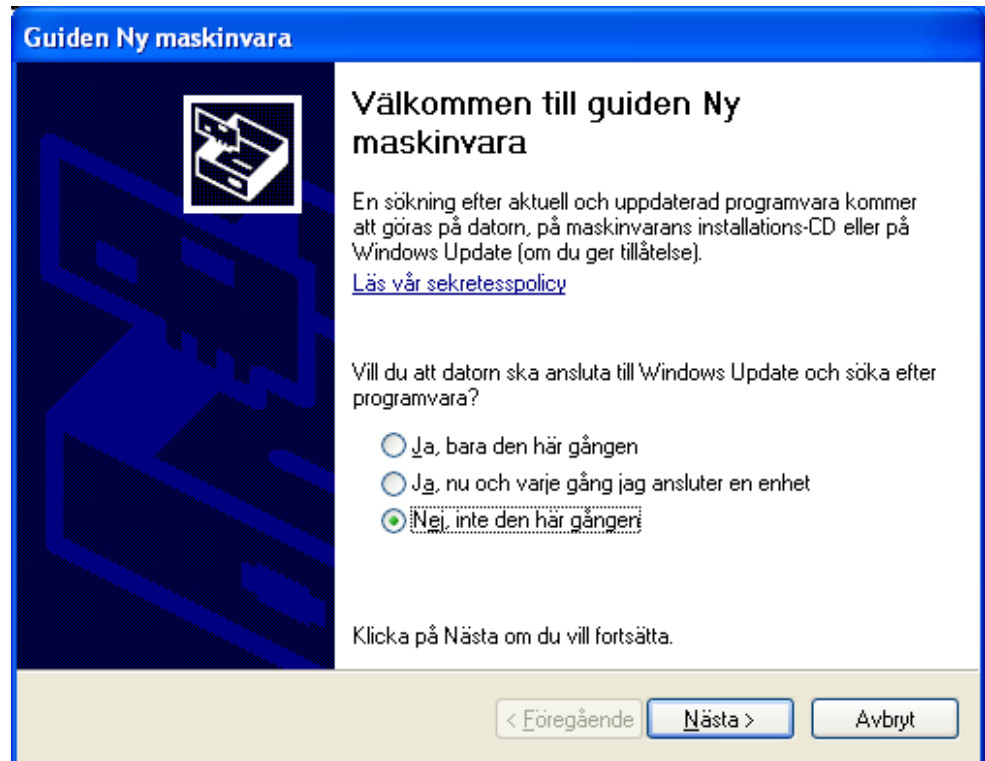 Guiden Ny maskinvara
Välkommen till guiden Ny
maskinvara
En sökning efter aktuell och uppdaterad programvara kommer
att göras på datorn, på maskinvarans installations-CD eller på
Windows Update (om du ger tillåtelse).
Läs vår sekretesspolicy
Vill du att datorn ska ansluta till Windows Update och söka efter
programvara?
Ja, bara den här gången
Ja, nu och varje gång jag ansluter en enhet
Nej, inte den här gången
Klicka på Nästa om du vill fortsätta.
< Föregående Nästa > Avbryt